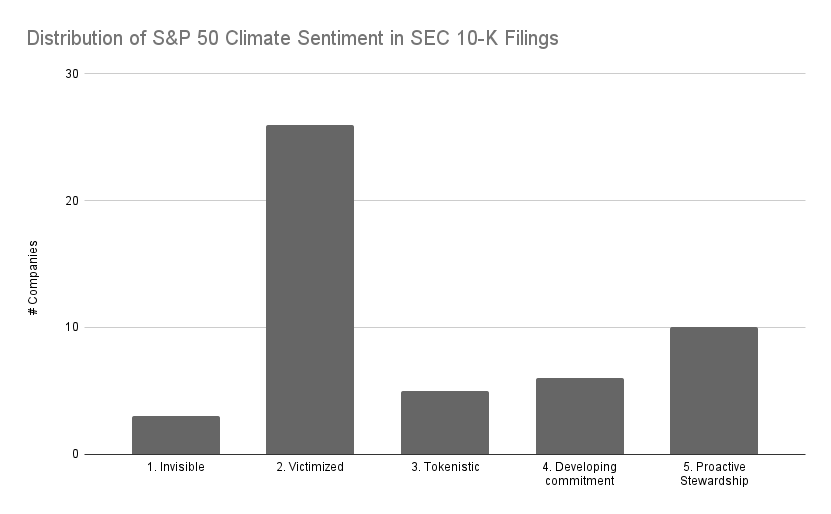 Distribution of S&P 50 Climate Sentiment in SEC 10-K Filings
30
20
10
0
# Companies
1. Invisible
2. Victimized
3. Tokenistic
4. Developing
commitment
5. Proactive
Stewardship